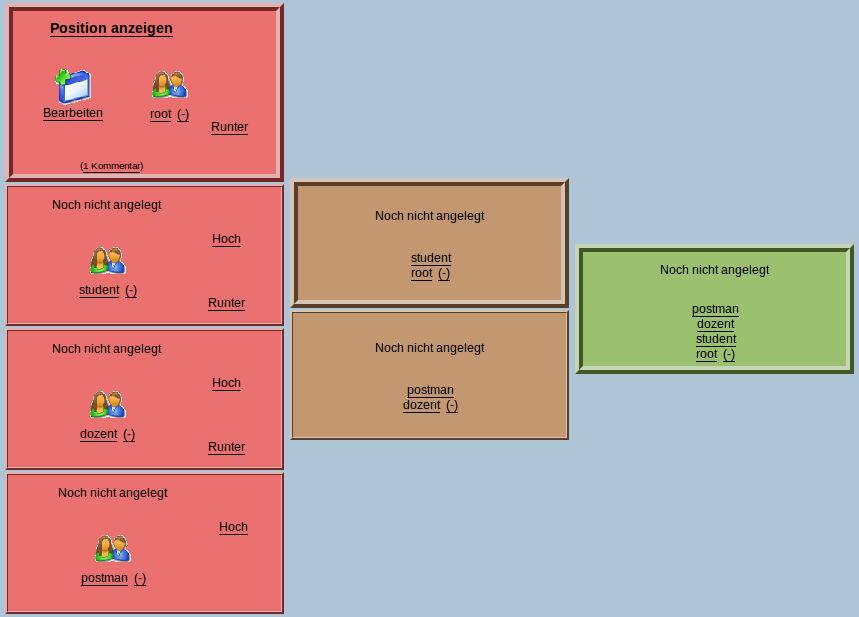 Position anzeigen
Bearbeiten
root (-)
Runter
(1 Kommentar)
Noch nicht angelegt
Hoch
student (-)
Runter
Noch nicht angelegt
Hoch
dozent (-)
Runter
Noch nicht angelegt
Hoch
postman (-)
Noch nicht angelegt
student
root (-)
Noch nicht angelegt
postman
dozent (-)
Noch nicht angelegt
postman
dozent
student
root (-)